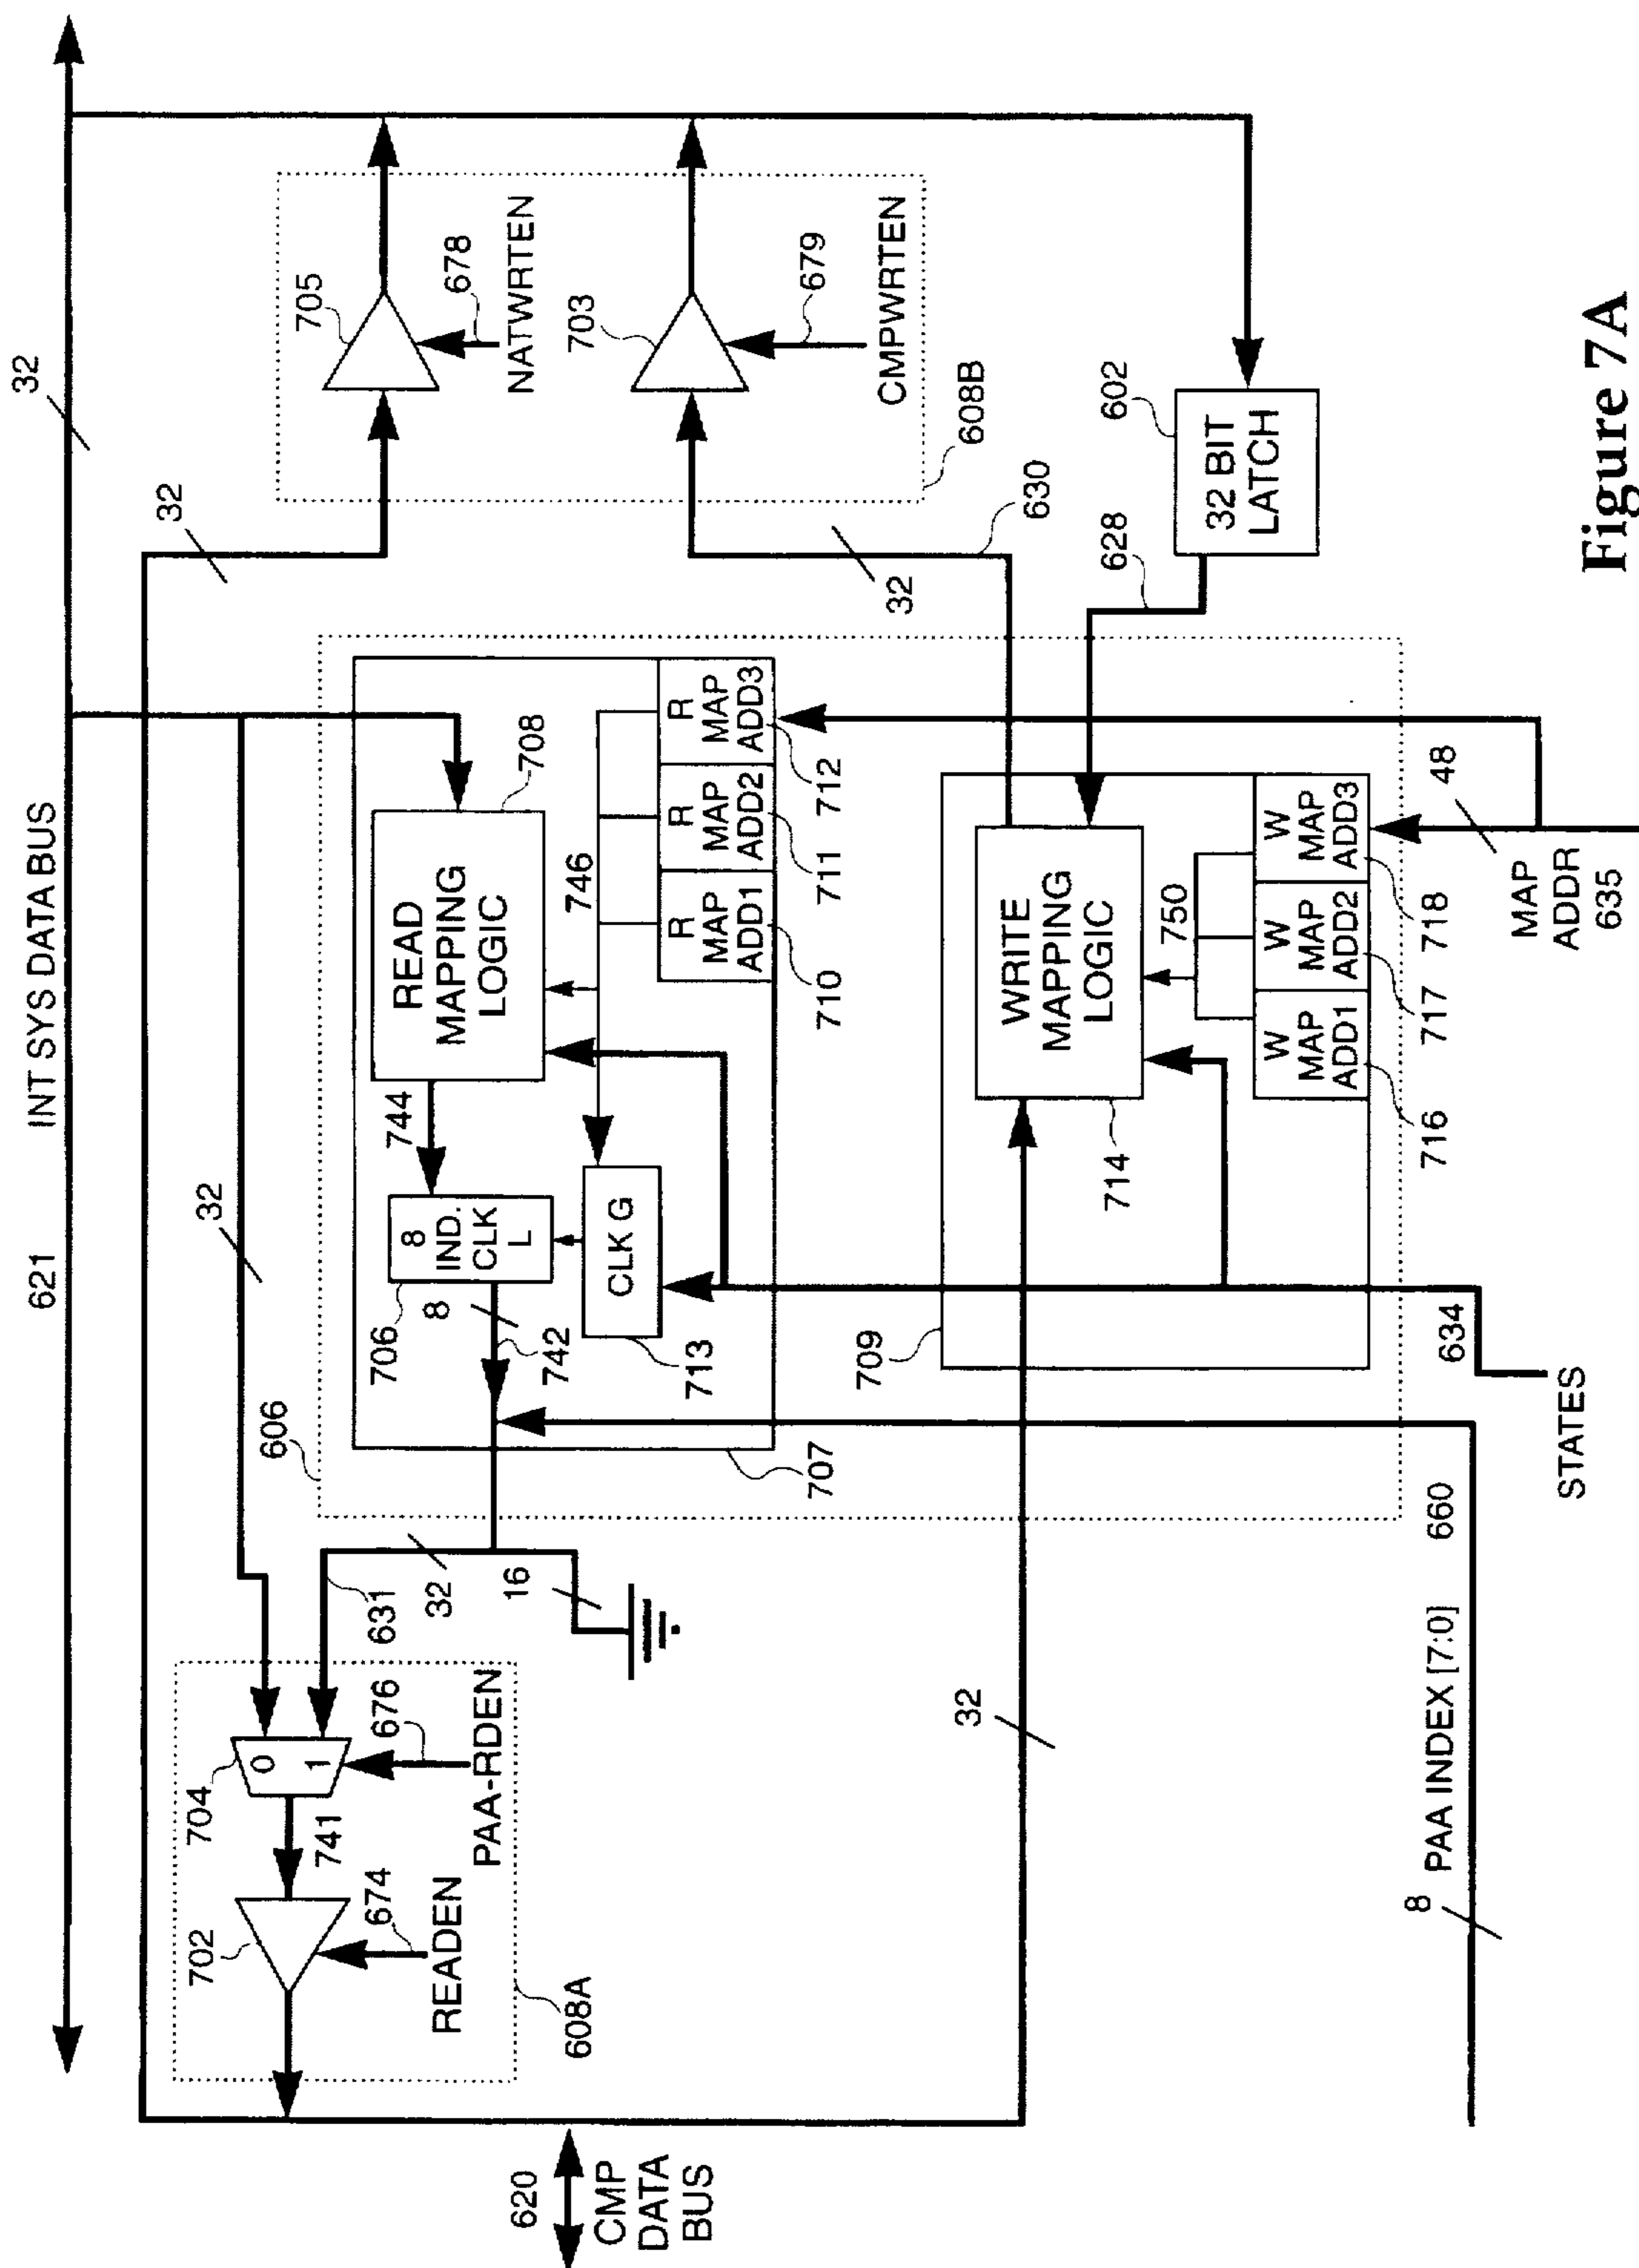 621
INT SYS DATA BUS
32
32
32
608A
702
READEN
674
741
704
PAA-RDEN
676
0
1
631
32
16
606
706
8
IND.
CLK
L
8
742
744
READ
MAPPING
LOGIC
708
CLK G
713
746
R
MAP
ADD1
R
MAP
ADD2
R
MAP
ADD3
710
711
712
707
705
678
NATWRTEN
703
679
CMPWRTEN
608B
32
630
620
CMP
DATA
BUS
32
709
WRITE
MAPPING
LOGIC
714
750
W
MAP
ADD1
W
MAP
ADD2
W
MAP
ADD3
716
717
718
628
602
32 BIT
LATCH
8
PAA INDEX [7:0]
660
634
STATES
48
MAP
ADDR
635
Figure 7A